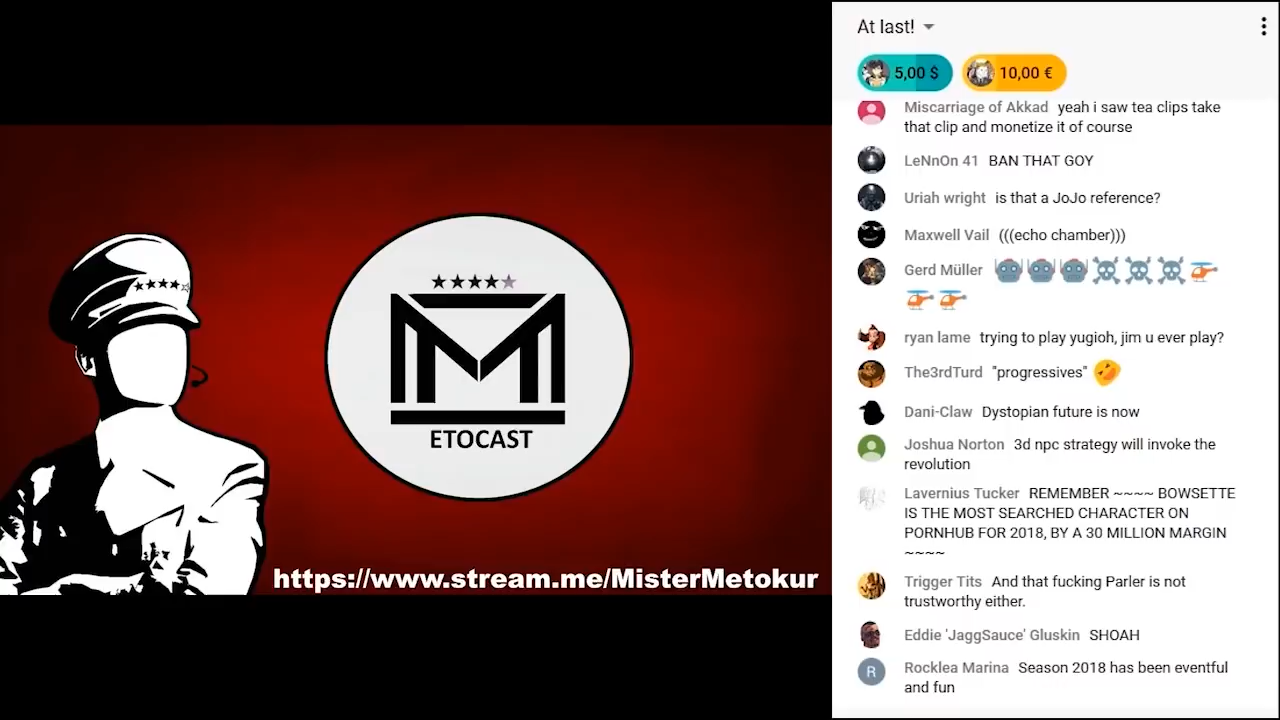 ETOCAST
https://www.stream.me/MisterMetokur
At last!
5,00 $ 10,00 €
Miscarriage of Akkad yeah i saw tea clips take
that clip and monetize it of course
LeNnOn 41 BAN THAT GOY
Uriah wright is that a JoJo reference?
Maxwell Vail (((echo chamber)))
Gerd Müller 🤖🤖🤖☠☠☠🚁
🚁🚁
ryan lame trying to play yugioh, jim u ever play?
The3rdTurd "progressives" 🤣
Dani-Claw Dystopian future is now
Joshua Norton 3d npc strategy will invoke the
revolution
Lavernius Tucker REMEMBER ~~~~ BOWSETTE
IS THE MOST SEARCHED CHARACTER ON
PORNHUB FOR 2018, BY A 30 MILLION MARGIN
~~~~
Trigger Tits And that fucking Parler is not
trustworthy either.
Eddie 'JaggSauce' Gluskin SHOAH
R
Rocklea Marina Season 2018 has been eventful
and fun